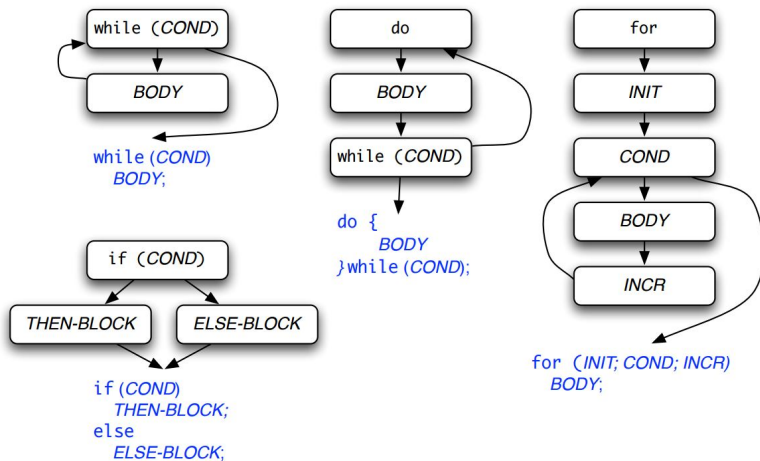 while (COND)
BODY
while (COND)
BODY;
do
BODY
while (COND)
do {
BODY
}while (COND);
for
INIT
COND
BODY
INCR
for (INIT; COND; INCR)
BODY;
if (COND)
THEN-BLOCK
ELSE-BLOCK
if (COND)
THEN-BLOCK;
else
ELSE-BLOCK;